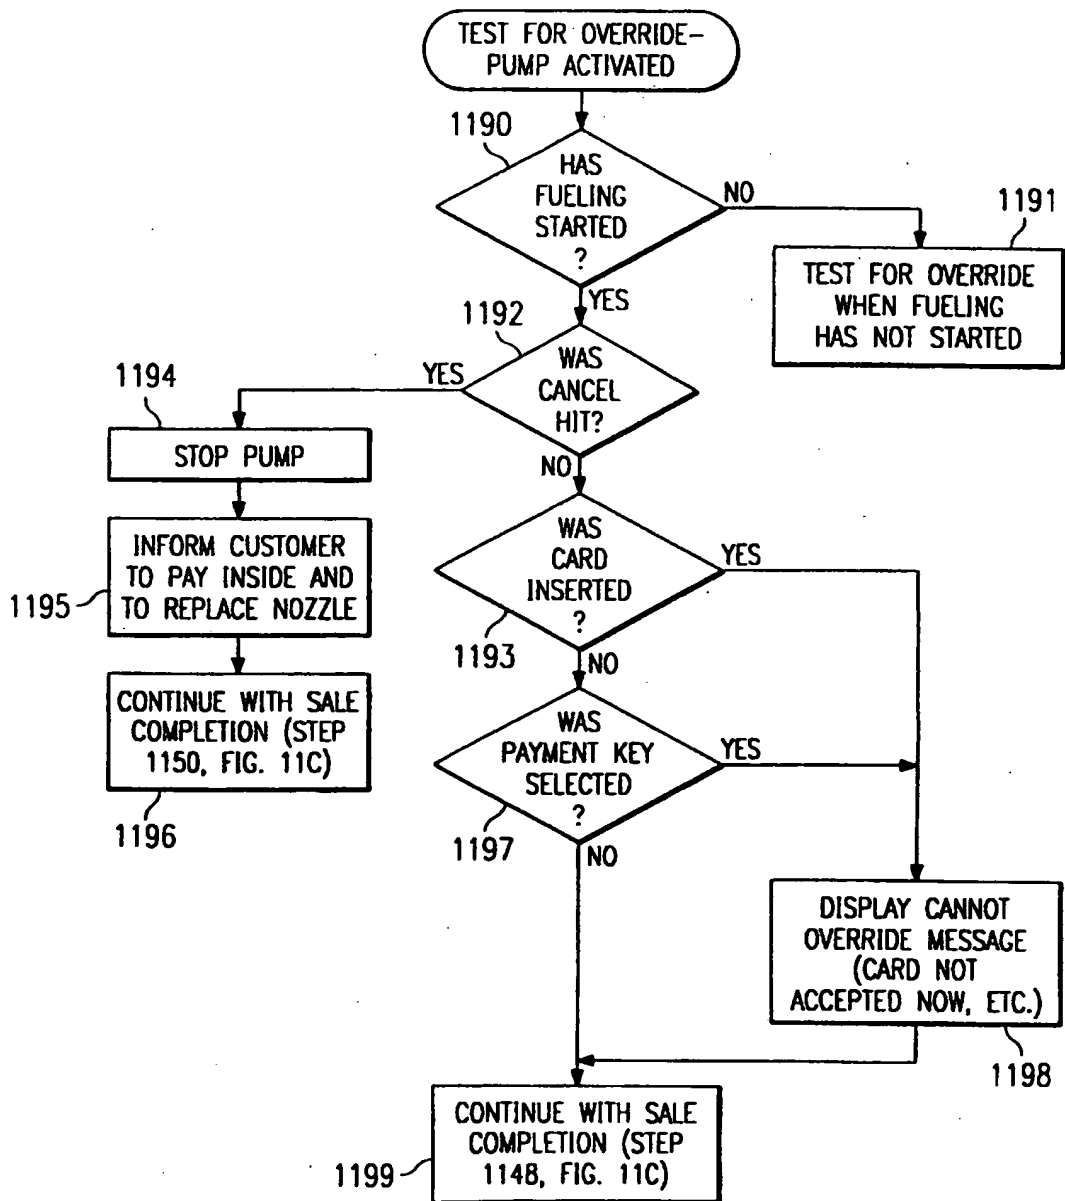 TEST FOR OVERRIDE-
PUMP ACTIVATED
1190
HAS
FUELING
STARTED
?
NO
1191
TEST FOR OVERRIDE
WHEN FUELING
HAS NOT STARTED
YES
1192
WAS
CANCEL
HIT?
YES
1194
STOP PUMP
NO
INFORM CUSTOMER
TO PAY INSIDE AND
TO REPLACE NOZZLE
1195
WAS
CARD
INSERTED
?
YES
1193
NO
CONTINUE WITH SALE
COMPLETION (STEP
1150, FIG. 11C)
1196
WAS
PAYMENT KEY
SELECTED
?
YES
1197
NO
DISPLAY CANNOT
OVERRIDE MESSAGE
(CARD NOT
ACCEPTED NOW, ETC.)
1198
CONTINUE WITH SALE
COMPLETION (STEP
1148, FIG. 11C)
1199